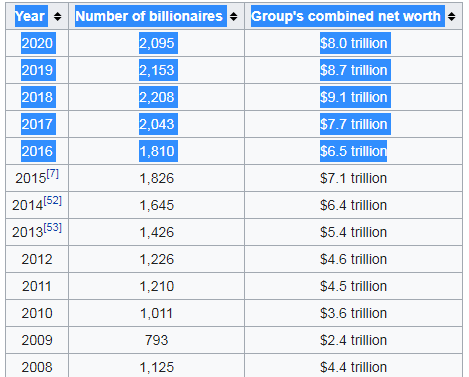 Year Number of billionaires Group's combined net worth
2020 2,095 $8.0 trillion
2019 2,153 $8.7 trillion
2018 2,208 $9.1 trillion
2017 2,043 $7.7 trillion
2016 1,810 $6.5 trillion
2015[7] 1,826 $7.1 trillion
2014[52] 1,645 $6.4 trillion
2013[53] 1,426 $5.4 trillion
2012 1,226 $4.6 trillion
2011 1,210 $4.5 trillion
2010 1,011 $3.6 trillion
2009 793 $2.4 trillion
2008 1,125 $4.4 trillion